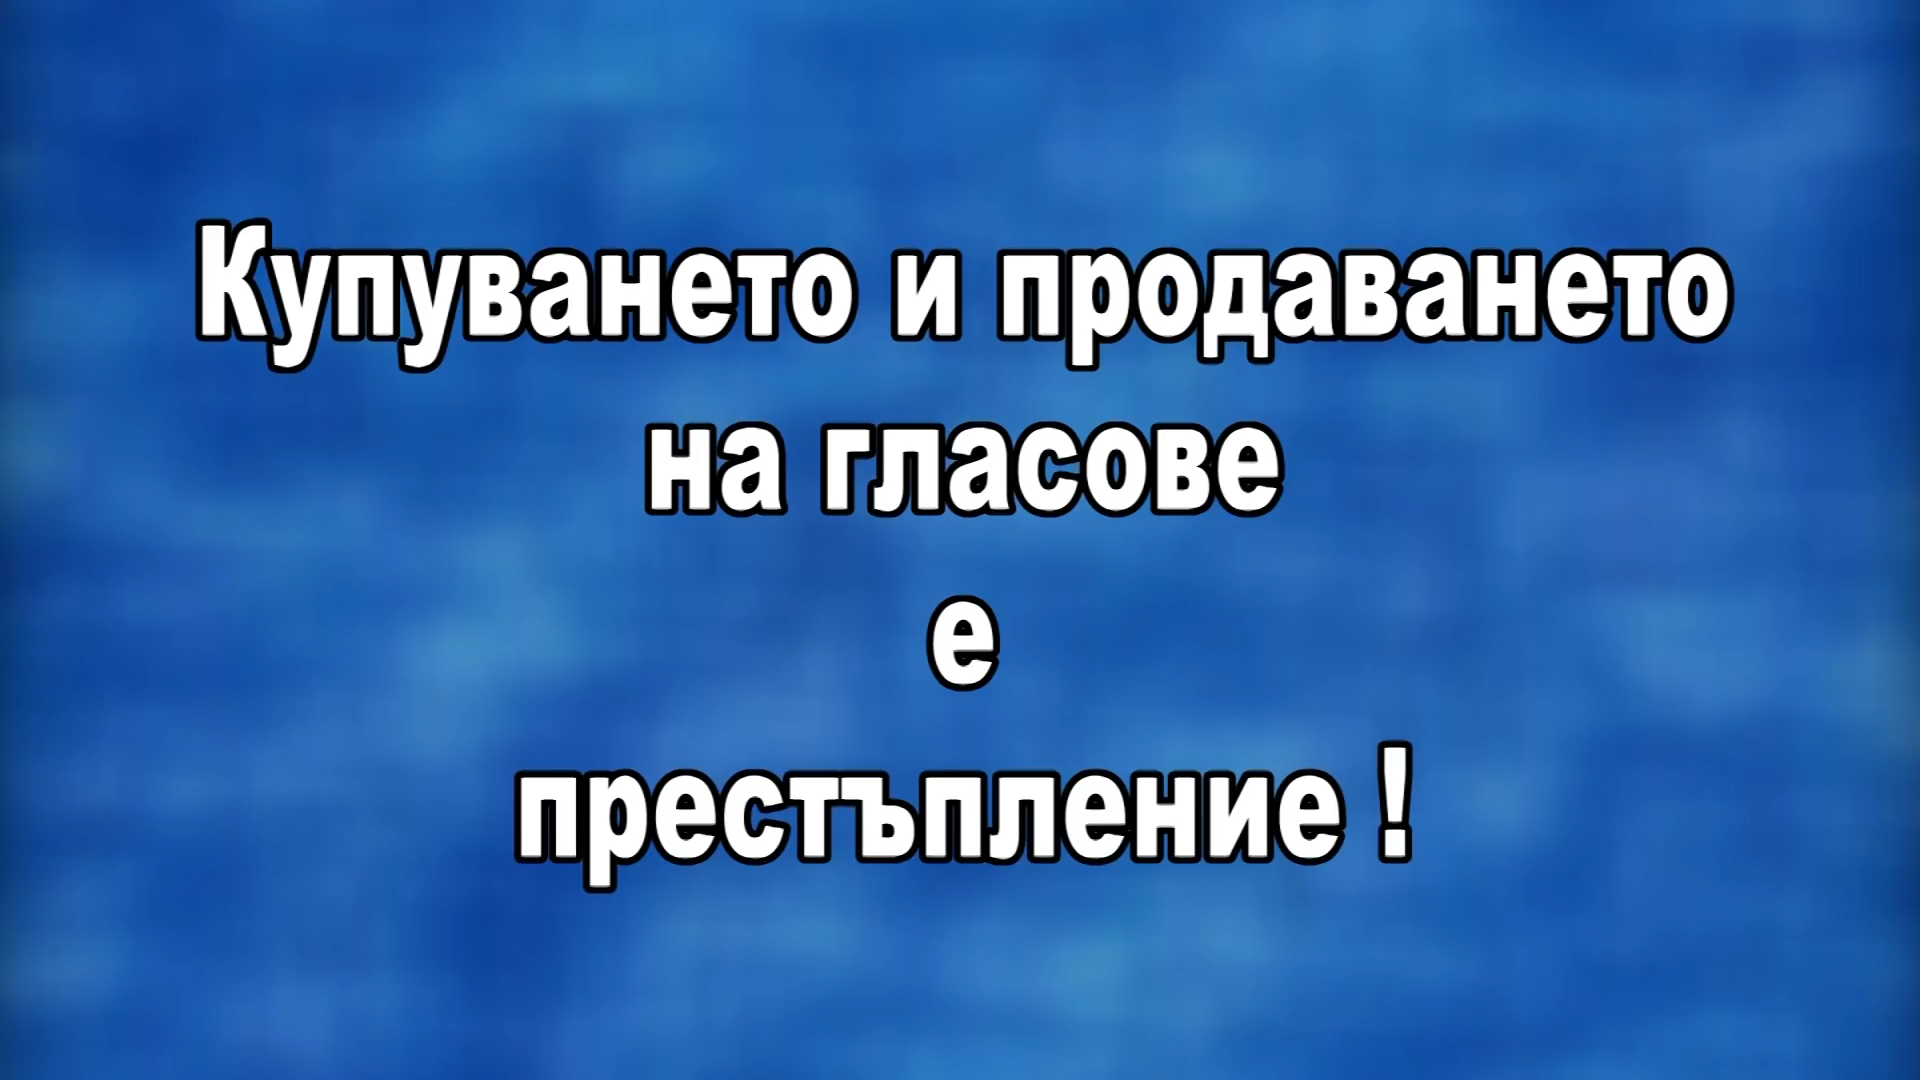 Купуването и продаването
на гласове
е
престъпление !